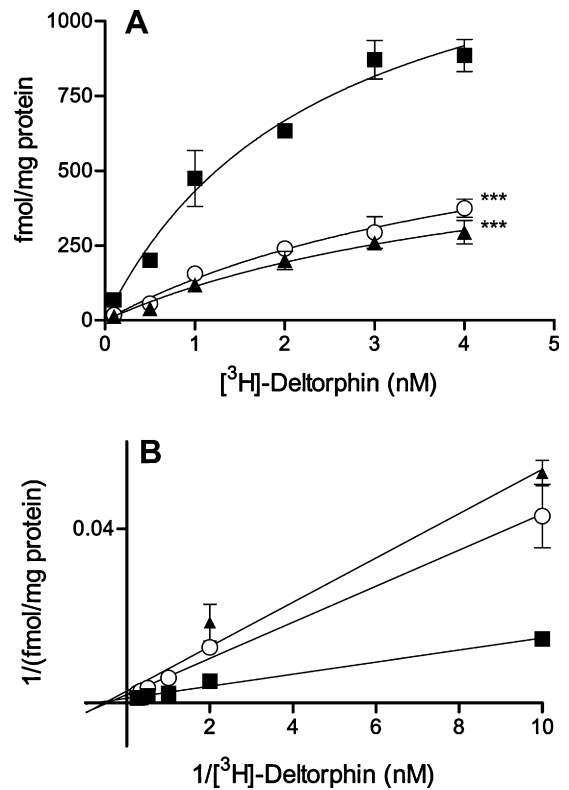 A
1000
750
500
250
0
fmol/mg protein
***
***
0 1 2 3 4 5
[³H]-Deltorphin (nM)
B
0.04
1/(fmol/mg protein)
2 4 6 8 10
1/[³H]-Deltorphin (nM)